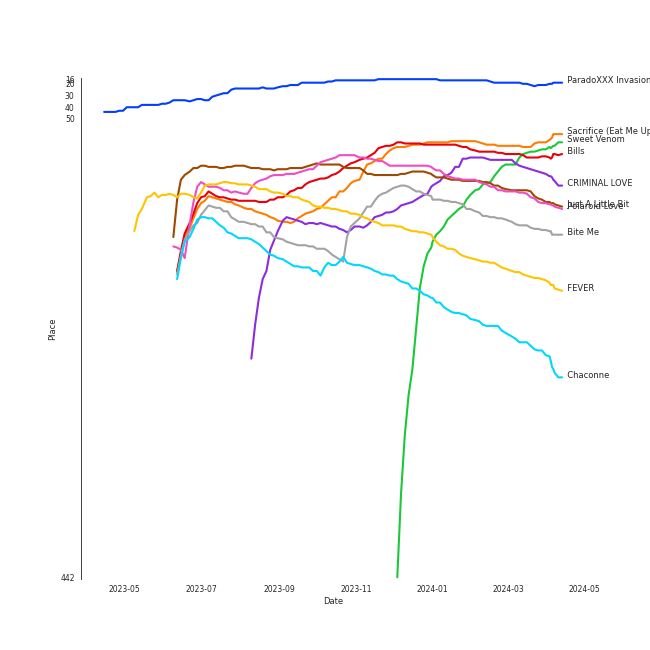 16
20
30
40
50
442
Place
ParadoXXX Invasion
Sacrifice (Eat Me Up
Sweet Venom
Bills
CRIMINAL LOVE
Just A Little Bit
Polaroid Love
Bite Me
FEVER
Chaconne
2023-05 2023-07 2023-09 2023-11 2024-01 2024-03 2024-05
Date